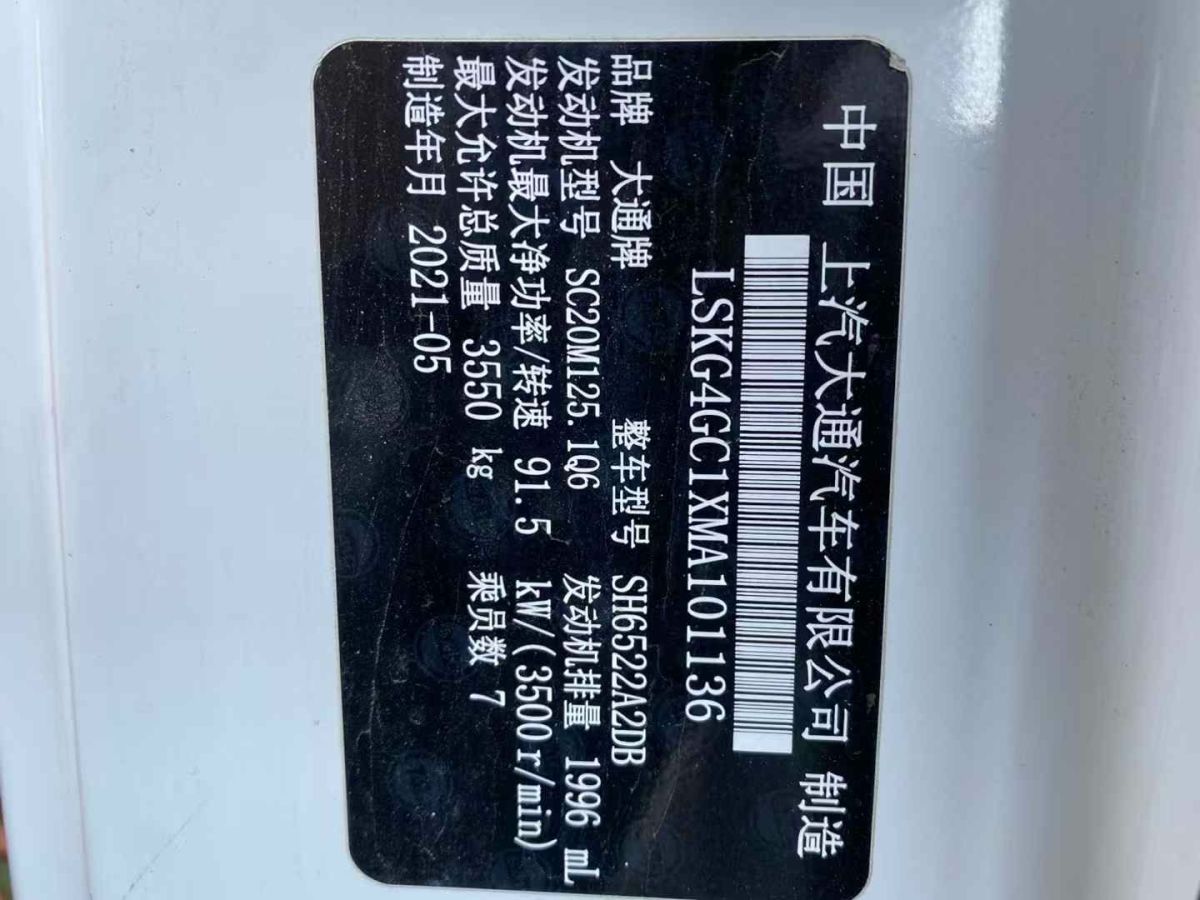 中国 上汽大通汽车有限公司 制造
LSKG4GC1XMA101136
品牌 大通牌 整车型号 SH6522A2DB
发动机型号 SC20M125.1Q6 发动机排量 1996 mL
发动机最大净功率/转速 91.5 kW/(3500r/min)
最大允许总质量 3550 kg 乘员数 7
制造年月 2021-05